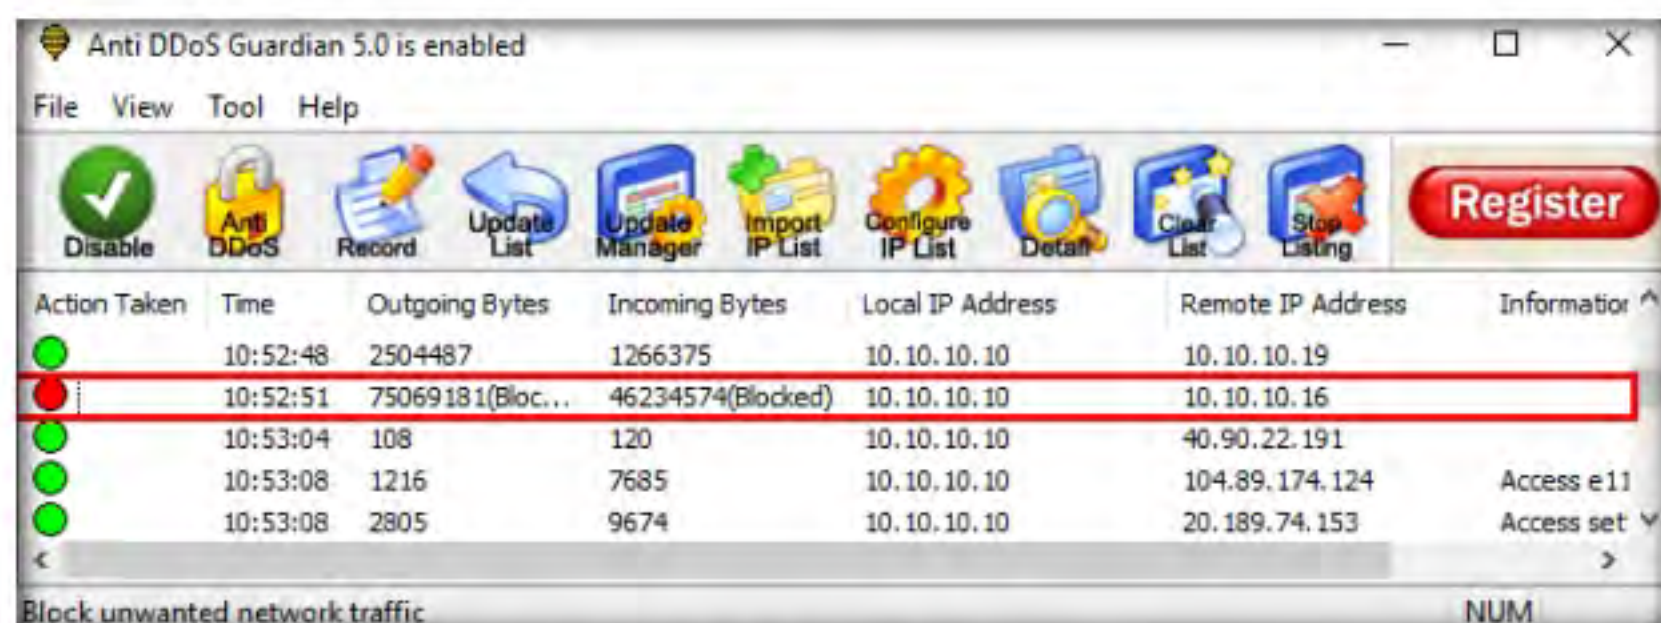 Anti DDoS Guardian 5.0 is enabled
File View Tool Help
Disable Anti DDoS Record Update List Update Manager Import IP List Configure IP List Detail Clear List Stop Listing Register
Action Taken Time Outgoing Bytes Incoming Bytes Local IP Address Remote IP Address Information
10:52:48 2504487 1266375 10.10.10.10 10.10.10.19
10:52:51 75069181(Bloc... 46234574(Blocked) 10.10.10.10 10.10.10.16
10:53:04 108 120 10.10.10.10 40.90.22.191
10:53:08 1216 7685 10.10.10.10 104.89.174.124 Access e11
10:53:08 2805 9674 10.10.10.10 20.189.74.153 Access set
Block unwanted network traffic NUM